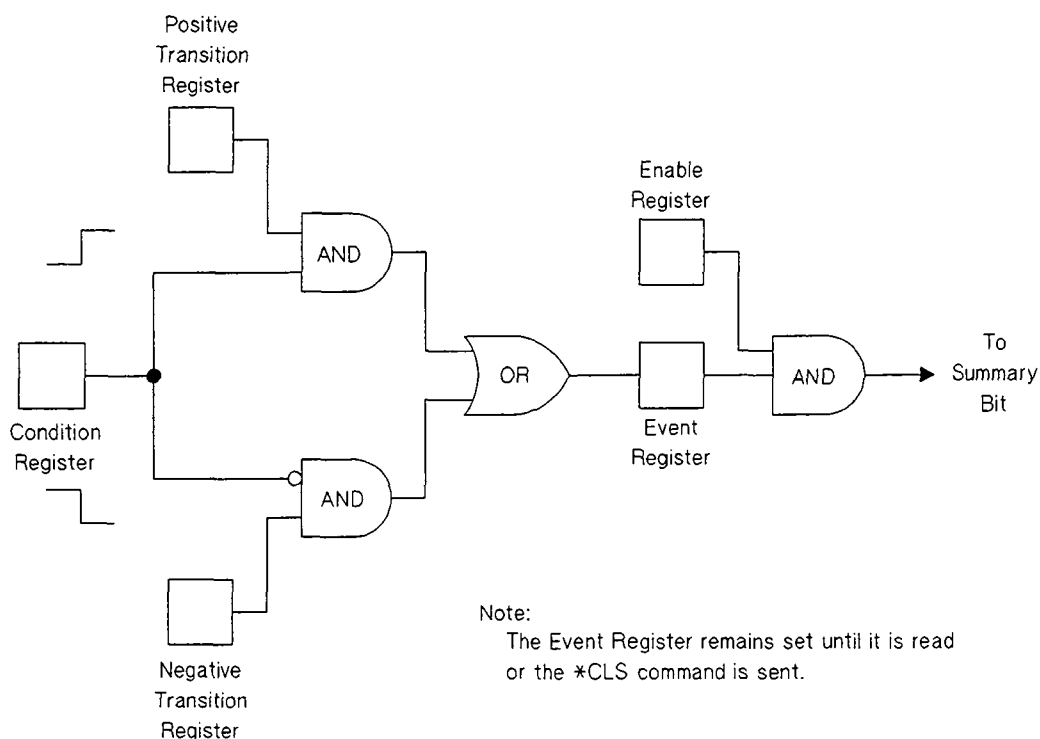 Positive
Transition
Register
Enable
Register
AND
OR
AND
To
Summary
Bit
Condition
Register
Event
Register
AND
Negative
Transition
Register
Note:
The Event Register remains set until it is read
or the *CLS command is sent.